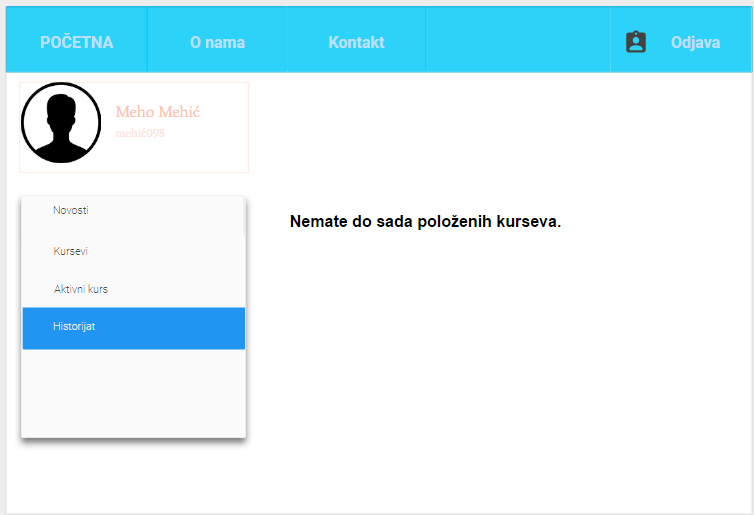 POČETNA
O nama
Kontakt
Odjava
Meho Mehić
mehić098
Novosti
Kursevi
Aktivni kurs
Historijat
Nemate do sada položenih kurseva.